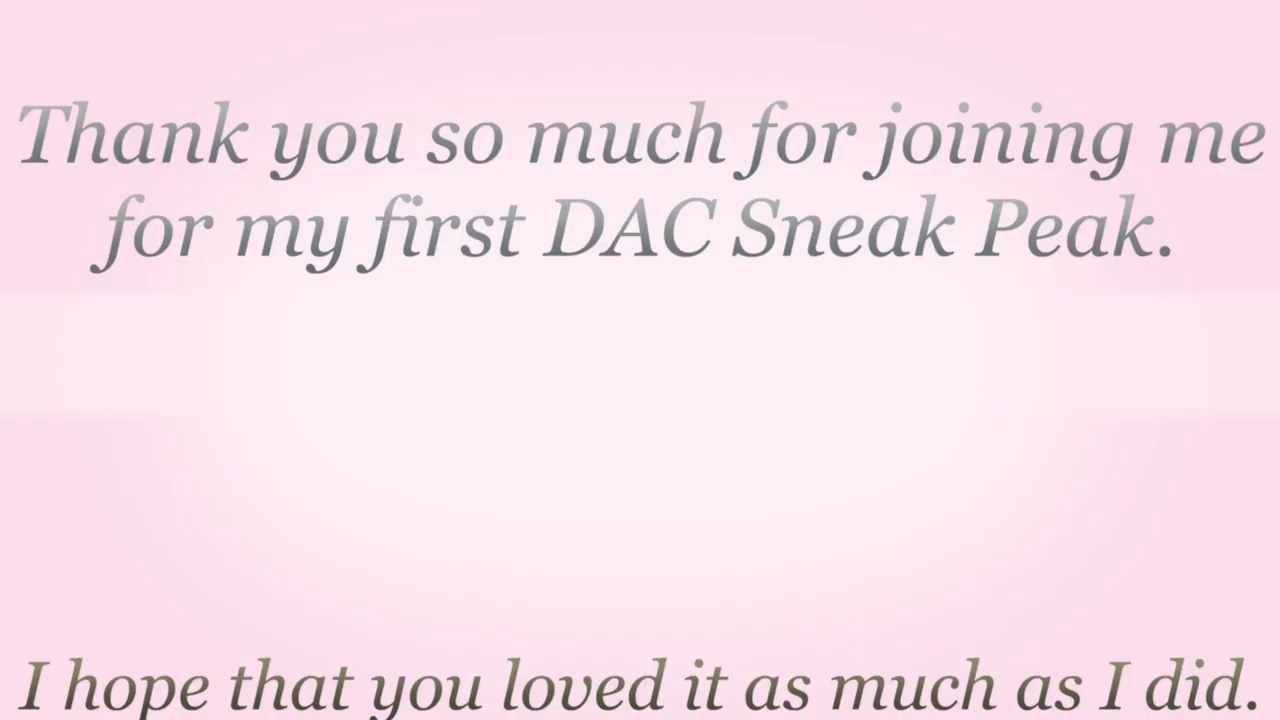 Thank you so much for joining me
for my first DAC Sneak Peak.
I hope that you loved it as much as I did.